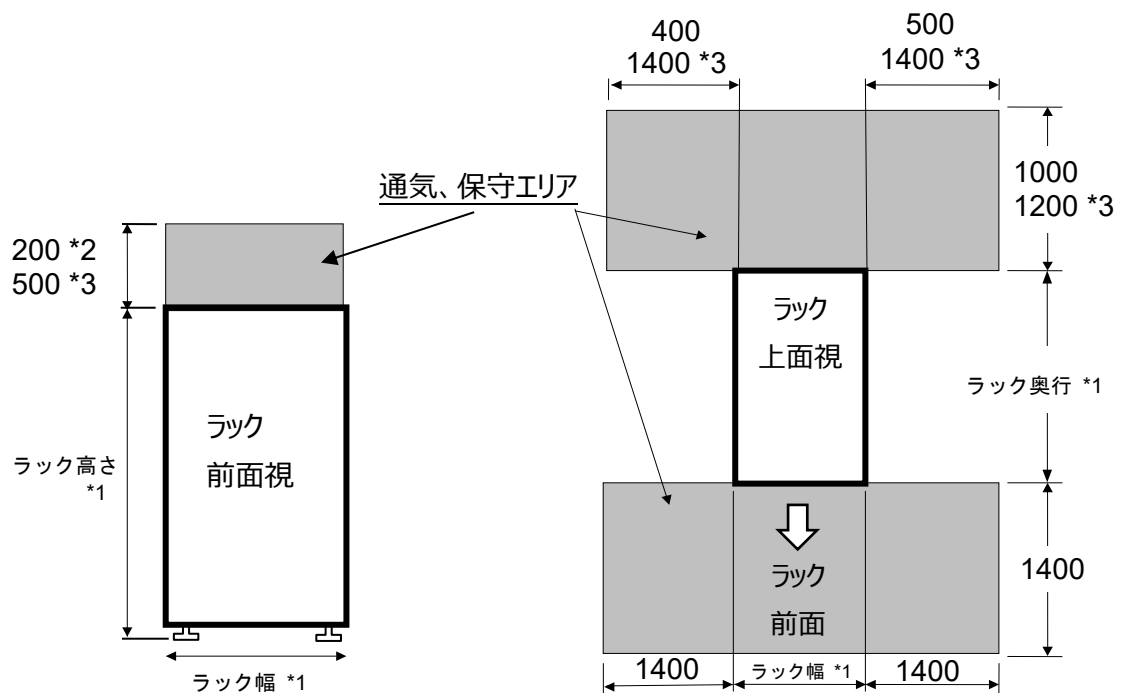 400
1400 *3
500
1400 *3
通気、保守エリア
1000
1200 *3
200 *2
500 *3
ラック
上面視
ラック奥行 *1
ラック
前面視
ラック高さ
*1
ラック
前面
1400
ラック幅 *1
1400
ラック幅 *1
1400